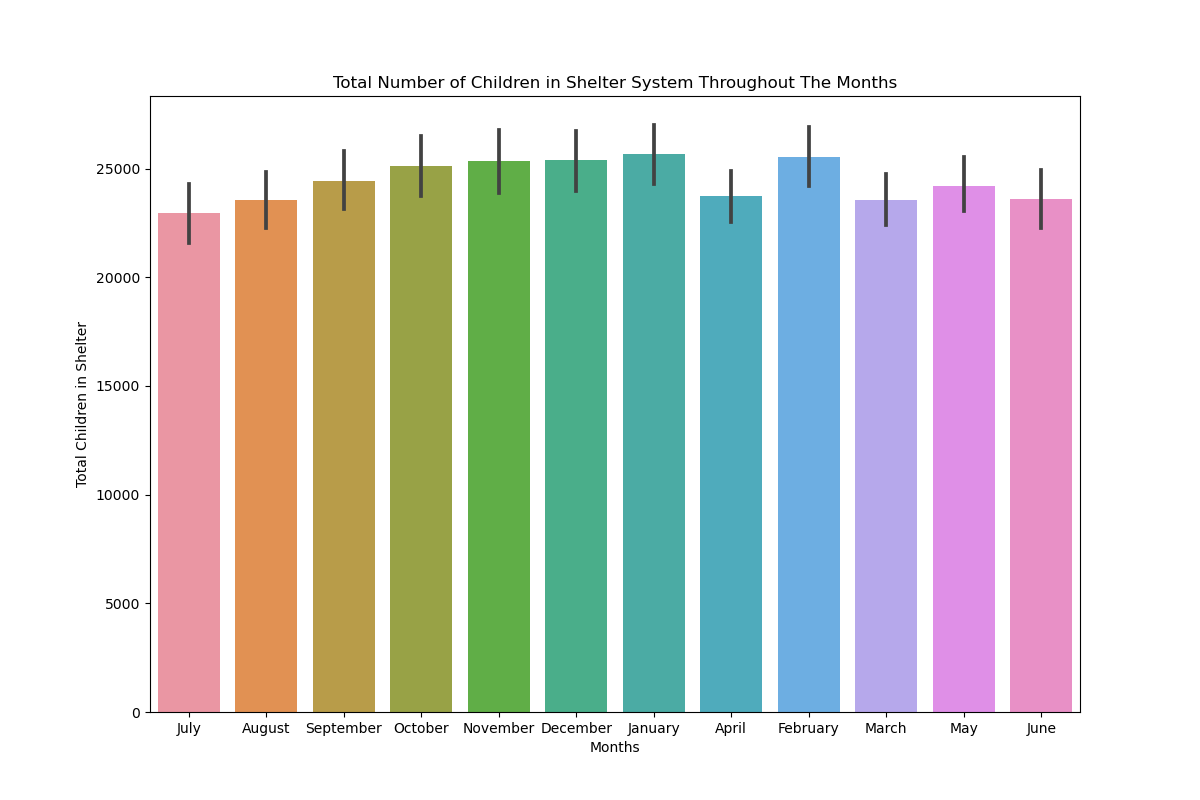 Total Number of Children in Shelter System Throughout The Months
Total Children in Shelter
25000
20000
15000
10000
5000
0
July August September October November December January April February March May June
Months